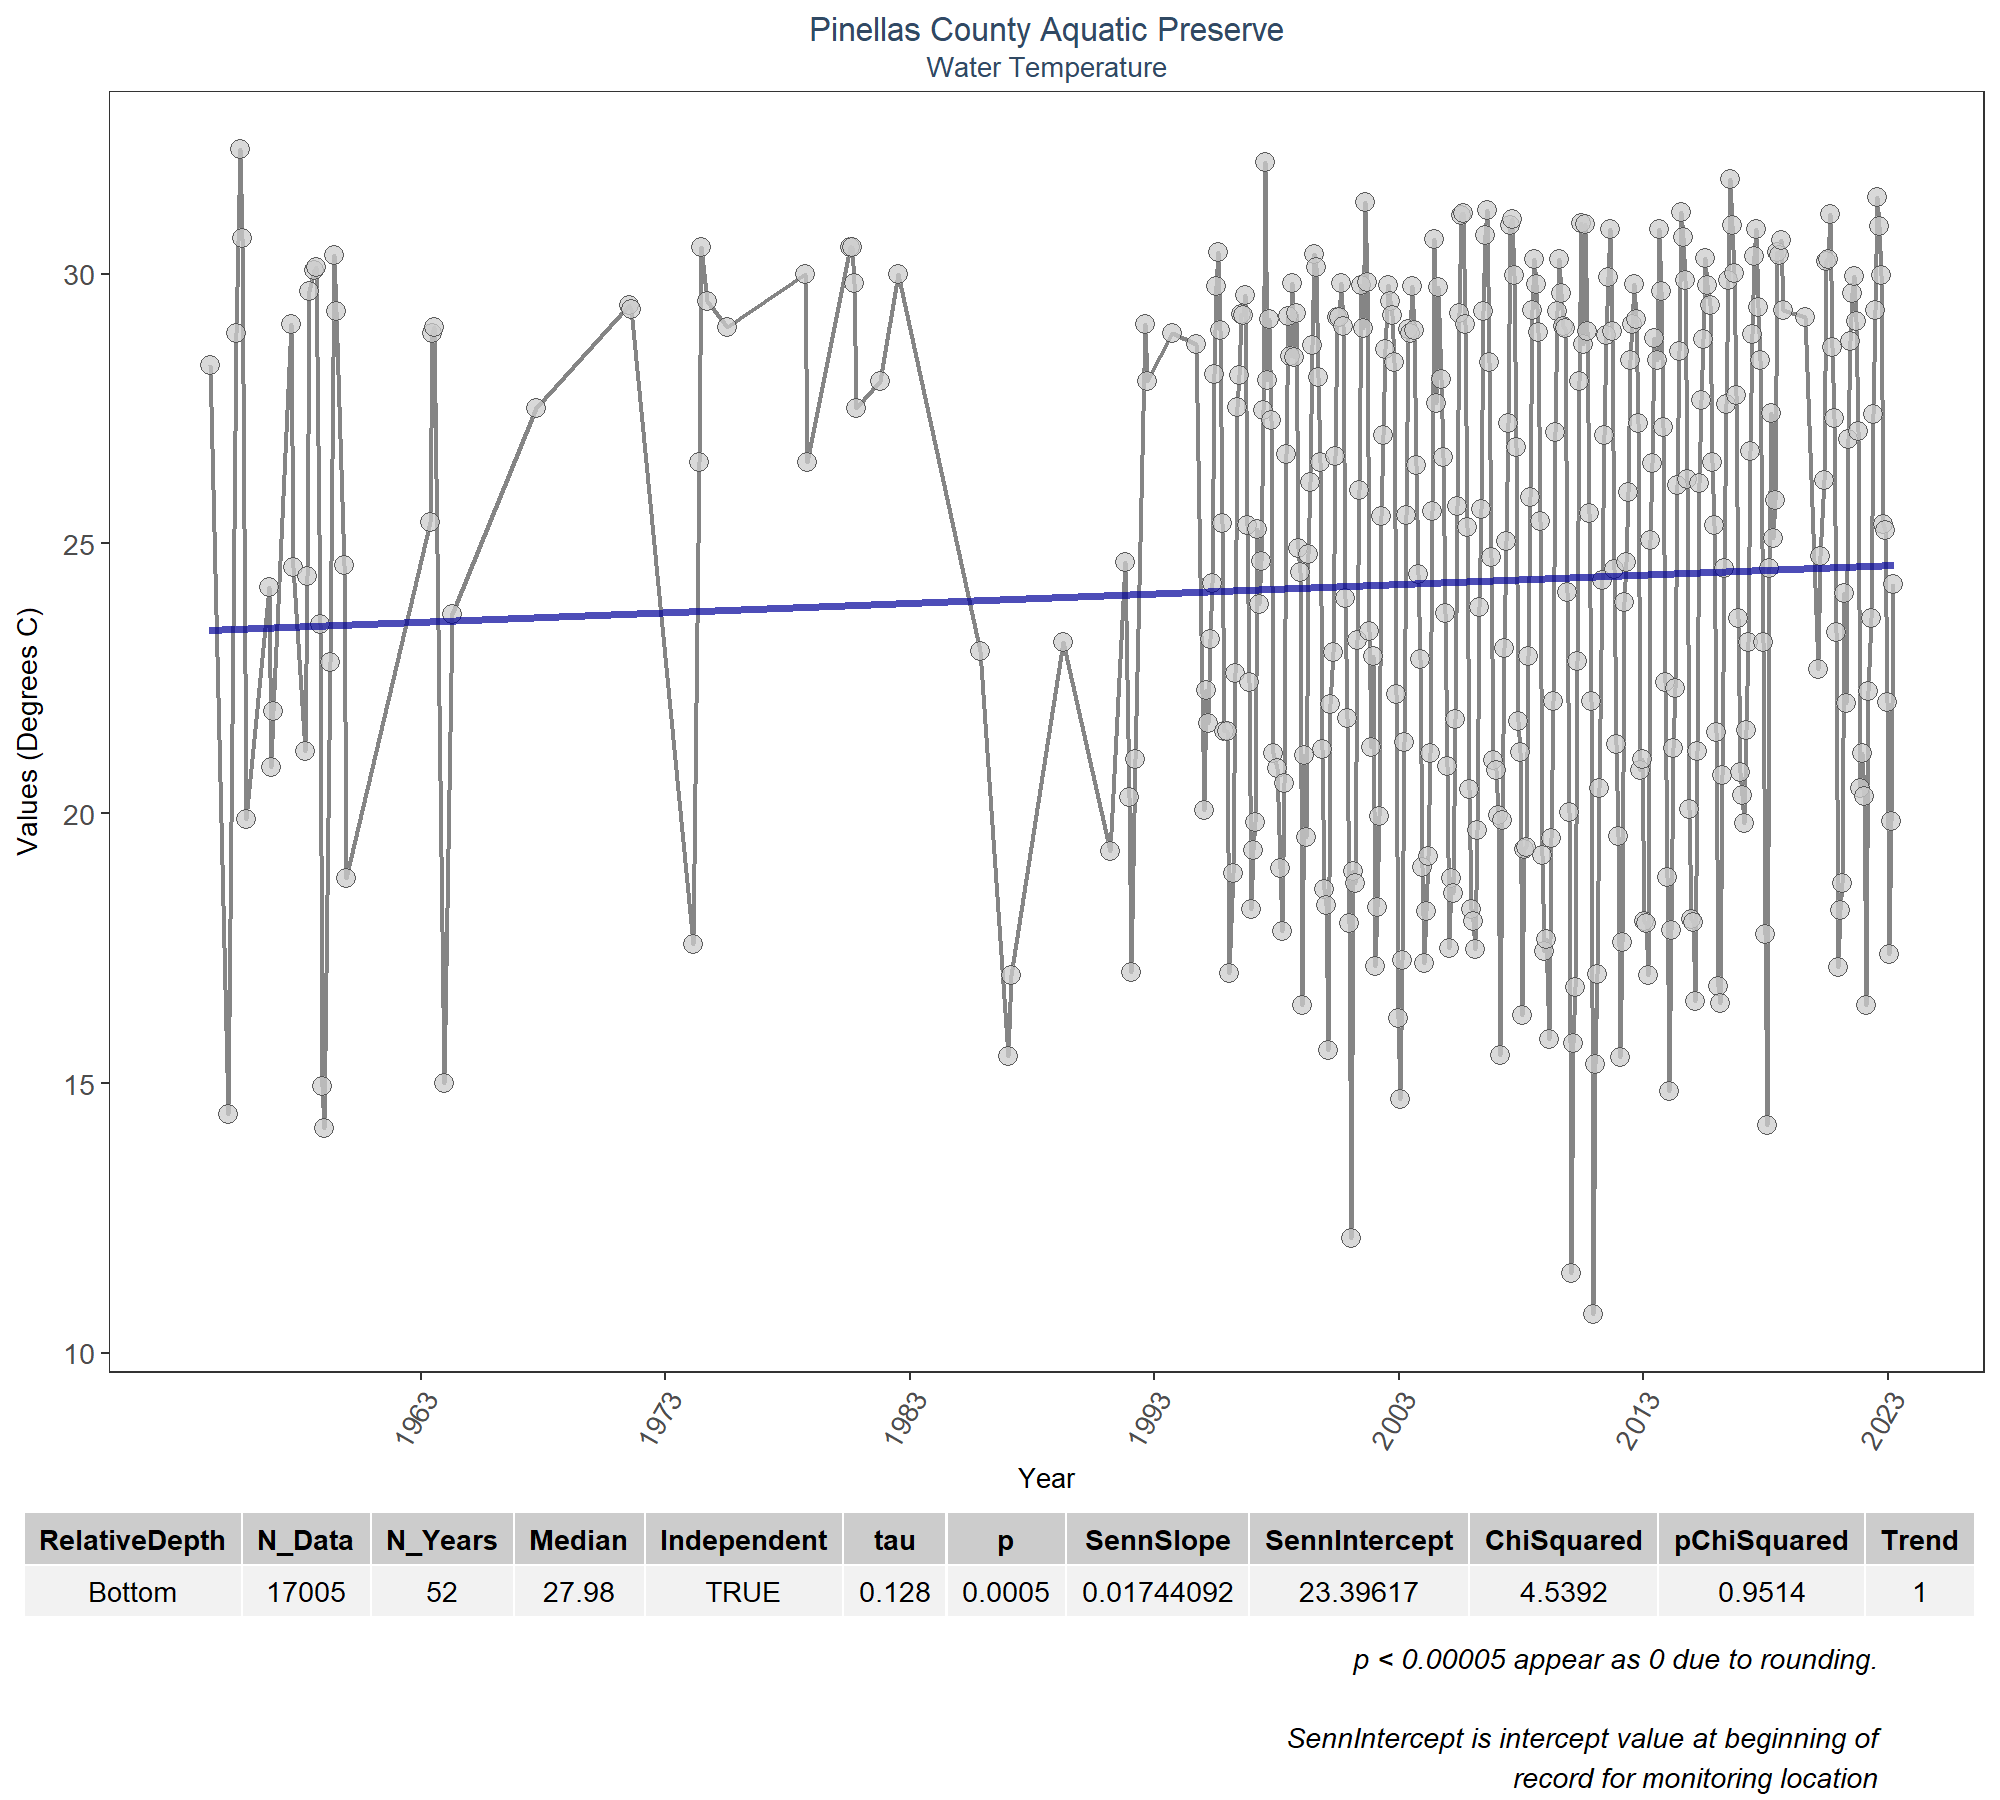 Pinellas County Aquatic Preserve
Water Temperature
Values (Degrees C)
30
25
20
15
10
1963 1973 1983 1993 2003 2013 2023
Year
RelativeDepth N_Data N_Years Median Independent tau p SennSlope SennIntercept ChiSquared pChiSquared Trend
Bottom 17005 52 27.98 TRUE 0.128 0.0005 0.01744092 23.39617 4.5392 0.9514 1
p < 0.00005 appear as 0 due to rounding.
SennIntercept is intercept value at beginning of
record for monitoring location